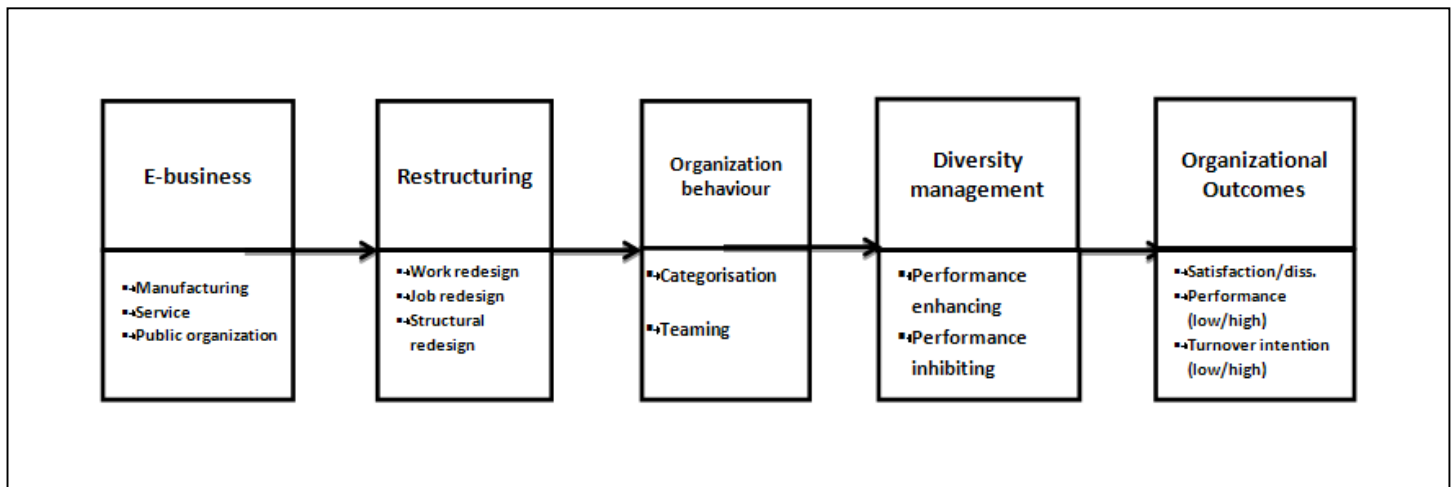 E-business
▪→Manufacturing
▪→Service
▪→Public organization
Restructuring
▪→Work redesign
▪→Job redesign
▪→Structural
redesign
Organization
behaviour
▪→Categorisation
▪→Teaming
Diversity
management
▪→Performance
enhancing
▪→Performance
inhibiting
Organizational
Outcomes
▪→Satisfaction/diss.
▪→Performance
(low/high)
▪→Turnover intention
(low/high)